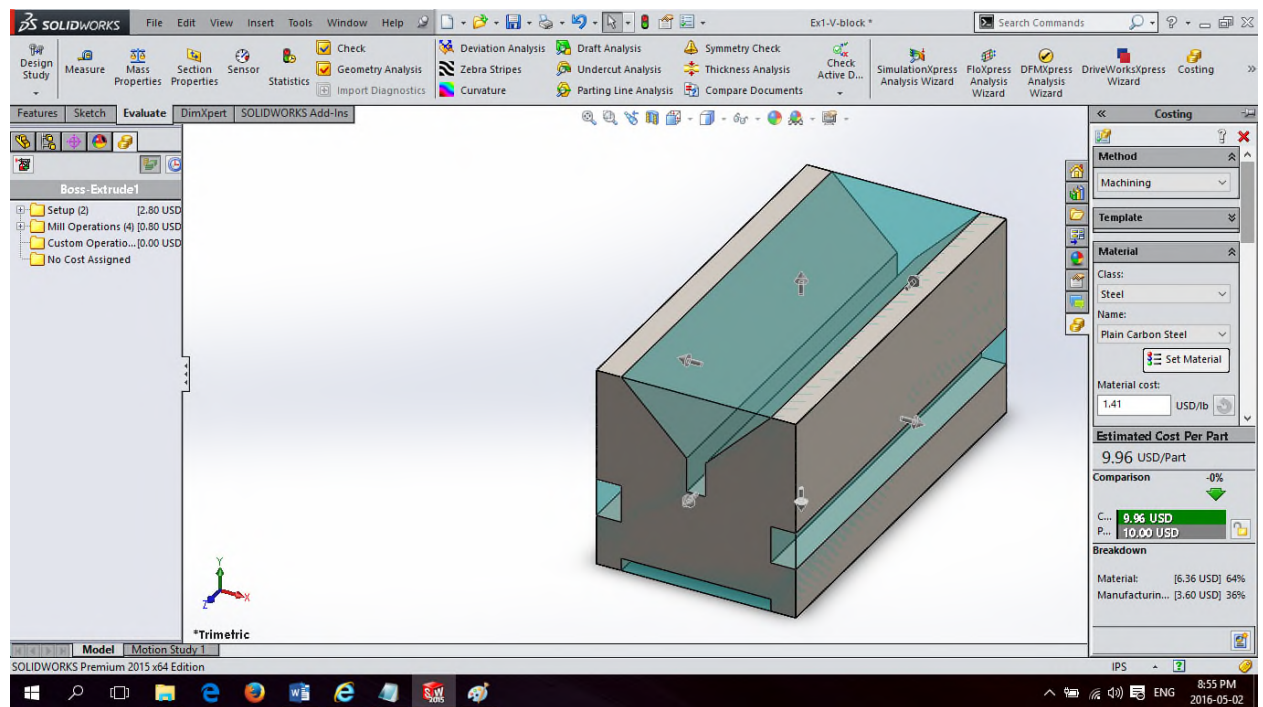 SOLIDWORKS File Edit View Insert Tools Window Help Ex1-V-block * Search Commands ?
Design Study
Measure
Mass Properties
Section Properties
Sensor
Statistics
Check
Geometry Analysis
Import Diagnostics
Deviation Analysis
Zebra Stripes
Curvature
Draft Analysis
Undercut Analysis
Parting Line Analysis
Symmetry Check
Thickness Analysis
Compare Documents
Check Active D...
SimulationXpress Analysis Wizard
FloXpress Analysis Wizard
DFMXpress Analysis Wizard
DriveWorksXpress Wizard
Costing
Features Sketch Evaluate DimXpert SOLIDWORKS Add-Ins
Boss-Extrude1
Setup (2) [2.80 USD
Mill Operations (4) [0.80 USD
Custom Operatio... [0.00 USD
No Cost Assigned
Y
Z X
*Trimetric
Costing
Method
Machining
Template
Material
Class:
Steel
Name:
Plain Carbon Steel
Set Material
Material cost:
1.41 USD/lb
Estimated Cost Per Part
9.96 USD/Part
Comparison -0%
C... 9.96 USD
P... 10.00 USD
Breakdown
Material: [6.36 USD] 64%
Manufacturin... [3.60 USD] 36%
Model Motion Study 1
SOLIDWORKS Premium 2015 x64 Edition IPS ?
ENG 8:55 PM
2016-05-02